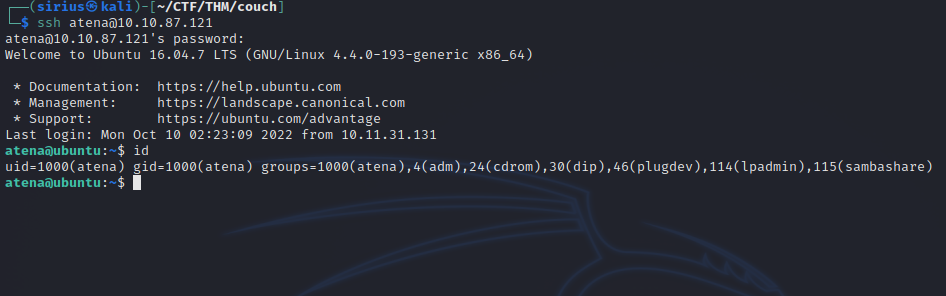 ┌──(sirius㉿kali)-[~/CTF/THM/couch]
└─$ ssh atena@10.10.87.121
atena@10.10.87.121's password:
Welcome to Ubuntu 16.04.7 LTS (GNU/Linux 4.4.0-193-generic x86_64)
* Documentation:  https://help.ubuntu.com
* Management:     https://landscape.canonical.com
* Support:        https://ubuntu.com/advantage
Last login: Mon Oct 10 02:23:09 2022 from 10.11.31.131
atena@ubuntu:~$ id
uid=1000(atena) gid=1000(atena) groups=1000(atena),4(adm),24(cdrom),30(dip),46(plugdev),114(lpadmin),115(sambashare)
atena@ubuntu:~$